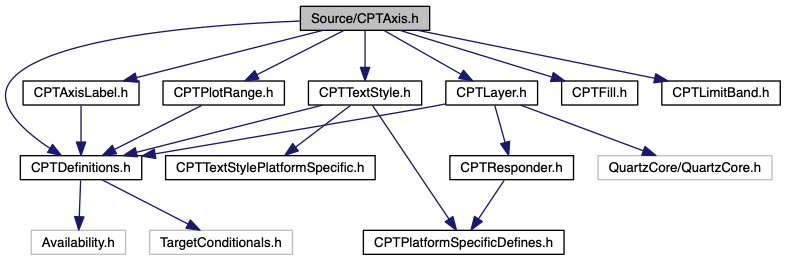 Source/CPTAxis.h
CPTAxisLabel.h
CPTPlotRange.h
CPTTextStyle.h
CPTLayer.h
CPTFill.h
CPTLimitBand.h
CPTDefinitions.h
CPTTextStylePlatformSpecific.h
CPTResponder.h
QuartzCore/QuartzCore.h
Availability.h
TargetConditionals.h
CPTPlatformSpecificDefines.h